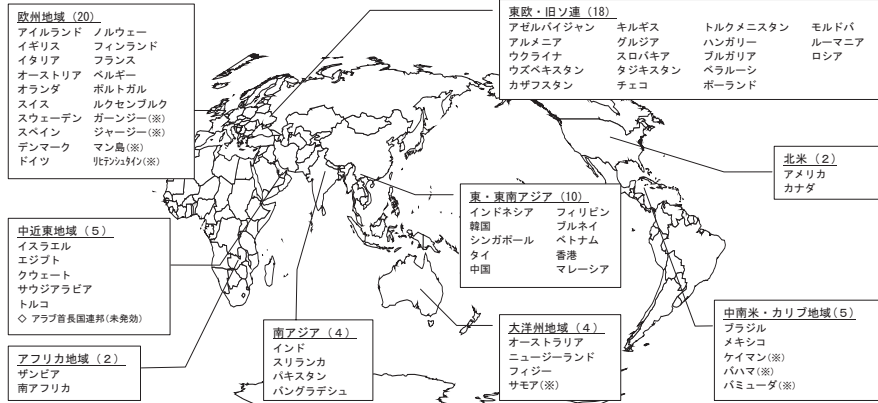 欧州地域（20）
アイルランド ノルウェー
イギリス フィンランド
イタリア フランス
オーストリア ベルギー
オランダ ポルトガル
スイス ルクセンブルク
スウェーデン ガーンジー(※)
スペイン ジャージー(※)
デンマーク マン島(※)
ドイツ リヒテンシュタイン(※)
東欧・旧ソ連（18）
アゼルバイジャン キルギス トルクメニスタン モルドバ
アルメニア グルジア ハンガリー ルーマニア
ウクライナ スロバキア ブルガリア ロシア
ウズベキスタン タジキスタン ベラルーシ
カザフスタン チェコ ポーランド
北米（2）
アメリカ
カナダ
東・東南アジア（10）
インドネシア フィリピン
韓国 ブルネイ
シンガポール ベトナム
タイ 香港
中国 マレーシア
中近東地域（5）
イスラエル
エジプト
クウェート
サウジアラビア
トルコ
◇ アラブ首長国連邦(未発効)
アフリカ地域（2）
ザンビア
南アフリカ
南アジア（4）
インド
スリランカ
パキスタン
バングラデシュ
大洋州地域（4）
オーストラリア
ニュージーランド
フィジー
サモア(※)
中南米・カリブ地域(5)
ブラジル
メキシコ
ケイマン(※)
バハマ(※)
バミューダ(※)